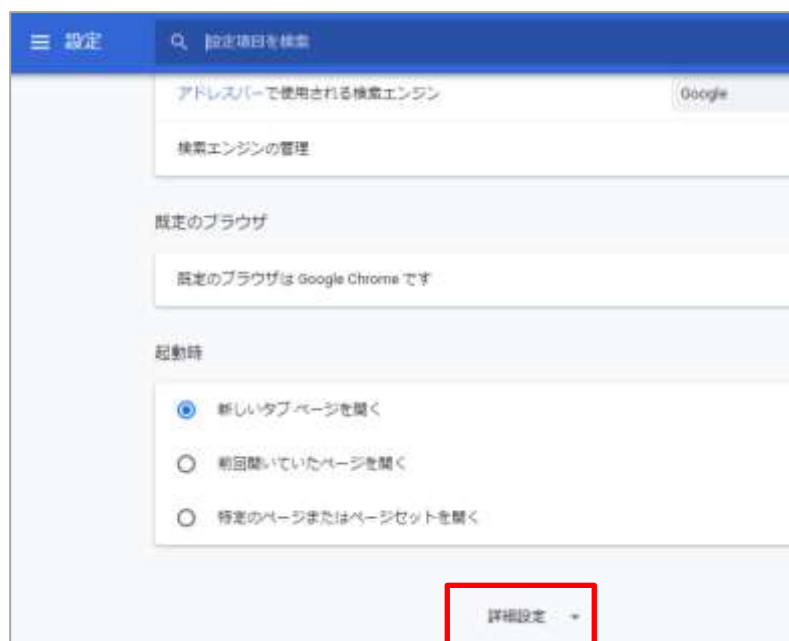 設定
設定項目を検索
アドレスバーで使用される検索エンジン
Google
検索エンジンの管理
既定のブラウザ
既定のブラウザは Google Chrome です
起動時
新しいタブ ページを開く
前回開いていたページを開く
特定のページまたはページセットを開く
詳細設定